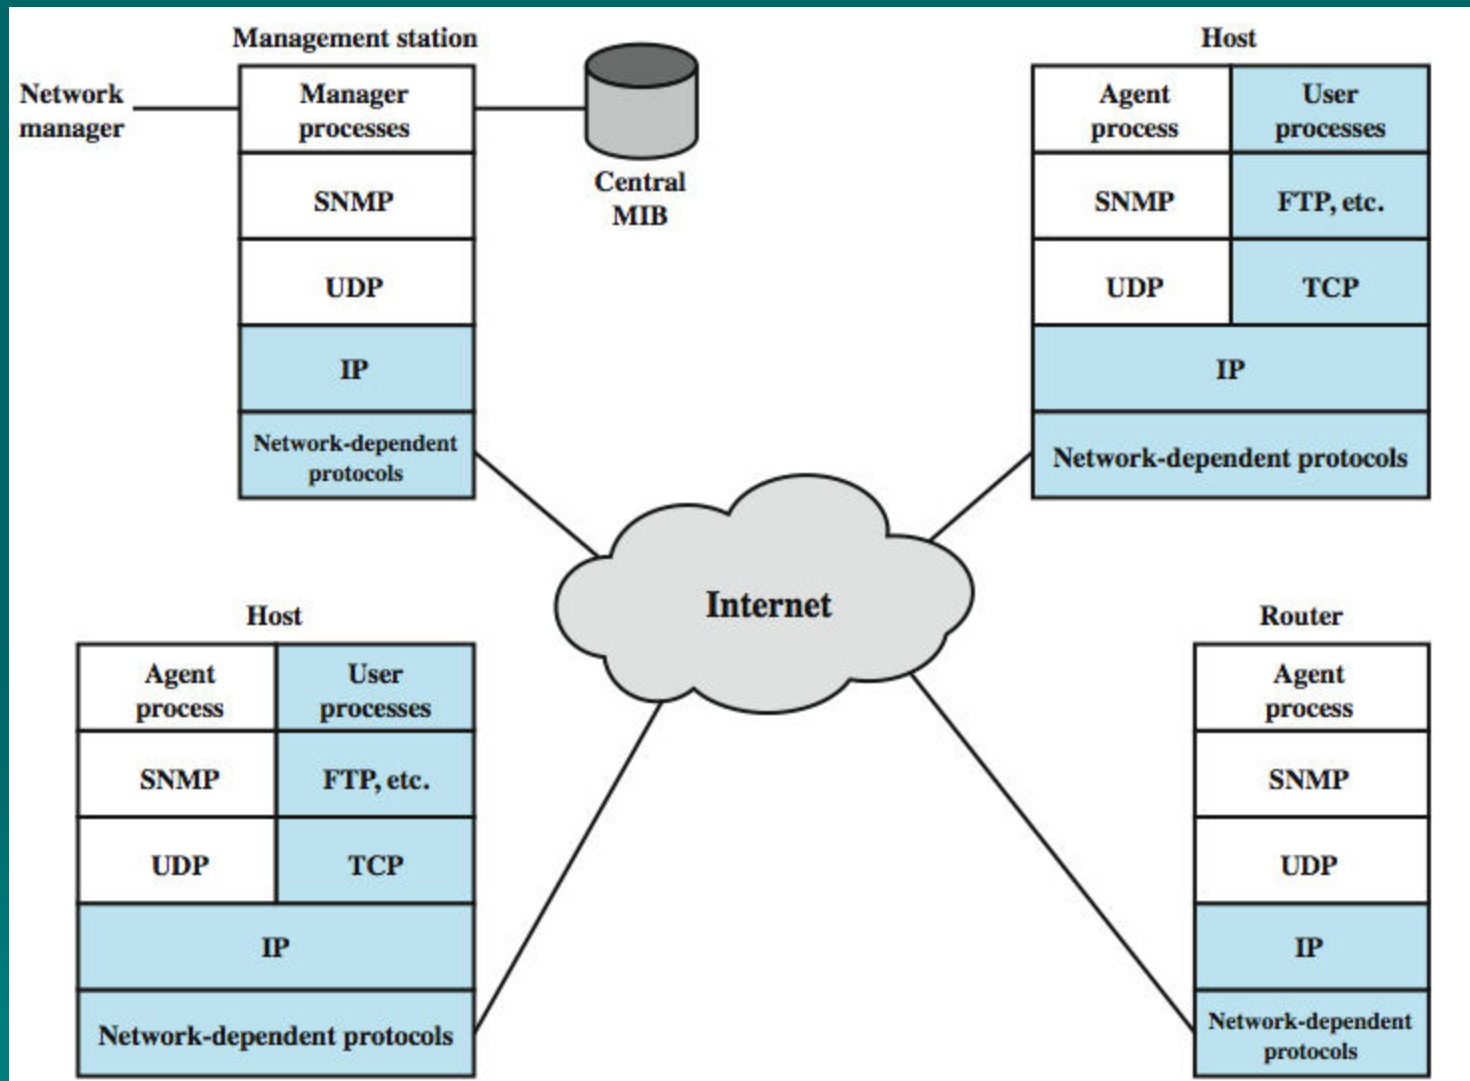 Management station
Network
manager
Manager
processes
SNMP
UDP
IP
Network-dependent
protocols
Central
MIB
Host
Agent
process
User
processes
SNMP
FTP, etc.
UDP
TCP
IP
Network-dependent protocols
Internet
Host
Agent
process
User
processes
SNMP
FTP, etc.
UDP
TCP
IP
Network-dependent protocols
Router
Agent
process
SNMP
UDP
IP
Network-dependent
protocols